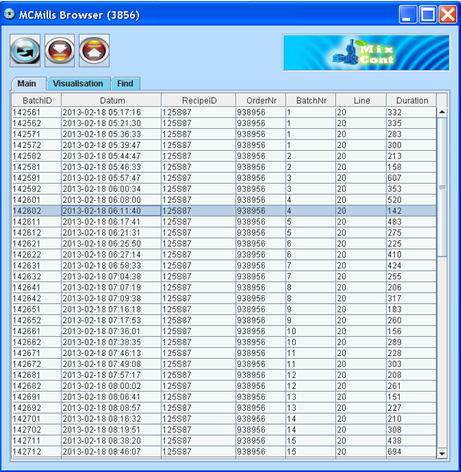 MCMills Browser (3856)
Mix
Cont
Main Visualisation Find
BatchID Datum RecipeID OrderNr BatchNr Line Duration
142561 2013-02-18 05:17:16 125S87 938956 1 20 332
142562 2013-02-18 05:21:30 125S87 938956 1 20 335
142571 2013-02-18 05:36:33 125S87 938956 1 20 283
142572 2013-02-18 05:39:47 125S87 938956 1 20 300
142582 2013-02-18 05:44:47 125S87 938956 2 20 213
142581 2013-02-18 05:46:33 125S87 938956 2 20 158
142591 2013-02-18 05:57:47 125S87 938956 3 20 607
142592 2013-02-18 06:00:34 125S87 938956 3 20 353
142601 2013-02-18 06:08:00 125S87 938956 4 20 520
142602 2013-02-18 06:11:40 125S87 938956 4 20 142
142611 2013-02-18 06:17:41 125S87 938956 5 20 483
142612 2013-02-18 06:21:31 125S87 938956 5 20 275
142621 2013-02-18 06:25:50 125S87 938956 6 20 225
142622 2013-02-18 06:27:14 125S87 938956 6 20 410
142631 2013-02-18 06:58:33 125S87 938956 7 20 424
142632 2013-02-18 07:04:38 125S87 938956 7 20 255
142641 2013-02-18 07:07:19 125S87 938956 8 20 206
142642 2013-02-18 07:09:38 125S87 938956 8 20 317
142651 2013-02-18 07:16:18 125S87 938956 9 20 183
142652 2013-02-18 07:17:53 125S87 938956 9 20 260
142661 2013-02-18 07:36:01 125S87 938956 10 20 156
142662 2013-02-18 07:38:35 125S87 938956 10 20 289
142671 2013-02-18 07:46:13 125S87 938956 11 20 228
142672 2013-02-18 07:49:08 125S87 938956 11 20 303
142681 2013-02-18 07:57:17 125S87 938956 12 20 208
142682 2013-02-18 08:00:02 125S87 938956 12 20 261
142691 2013-02-18 08:06:41 125S87 938956 13 20 151
142692 2013-02-18 08:08:57 125S87 938956 13 20 227
142701 2013-02-18 08:16:32 125S87 938956 14 20 210
142702 2013-02-18 08:19:51 125S87 938956 14 20 308
142711 2013-02-18 08:38:20 125S87 938956 15 20 438
142712 2013-02-18 08:46:07 125S87 938956 15 20 694